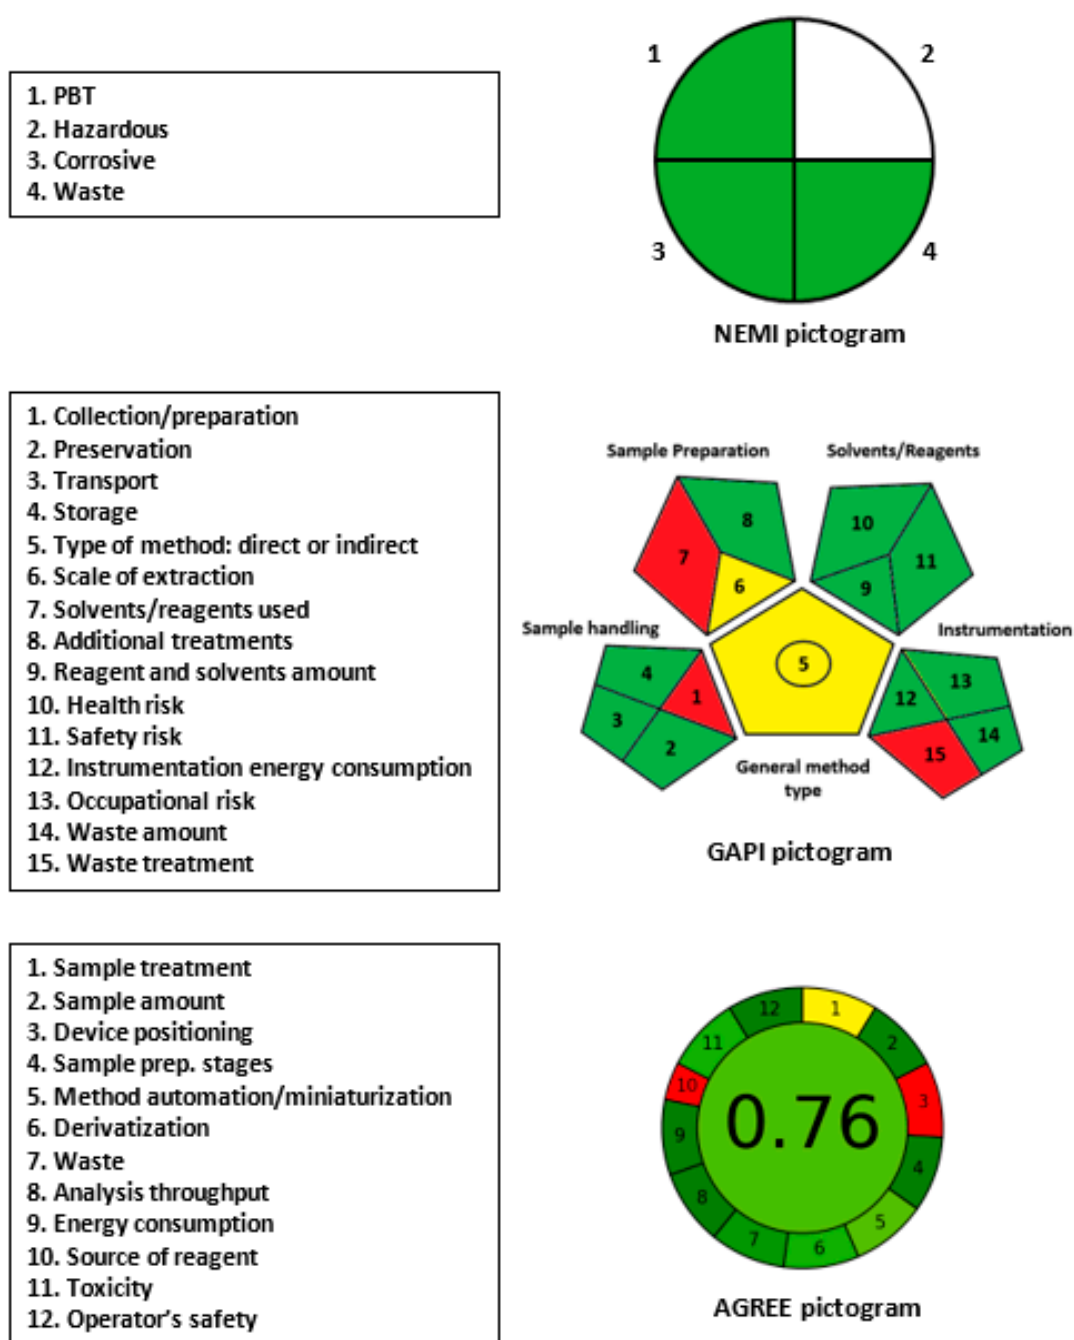 1. PBT
2. Hazardous
3. Corrosive
4. Waste
1
2
3
4
NEMI pictogram
1. Collection/preparation
2. Preservation
3. Transport
4. Storage
5. Type of method: direct or indirect
6. Scale of extraction
7. Solvents/reagents used
8. Additional treatments
9. Reagent and solvents amount
10. Health risk
11. Safety risk
12. Instrumentation energy consumption
13. Occupational risk
14. Waste amount
15. Waste treatment
Sample Preparation
Solvents/Reagents
8
7
6
10
11
9
Sample handling
Instrumentation
4
1
3
2
5
12
13
14
15
General method
type
GAPI pictogram
1. Sample treatment
2. Sample amount
3. Device positioning
4. Sample prep. stages
5. Method automation/miniaturization
6. Derivatization
7. Waste
8. Analysis throughput
9. Energy consumption
10. Source of reagent
11. Toxicity
12. Operator's safety
1
2
3
4
5
6
7
8
9
10
11
12
0.76
AGREE pictogram